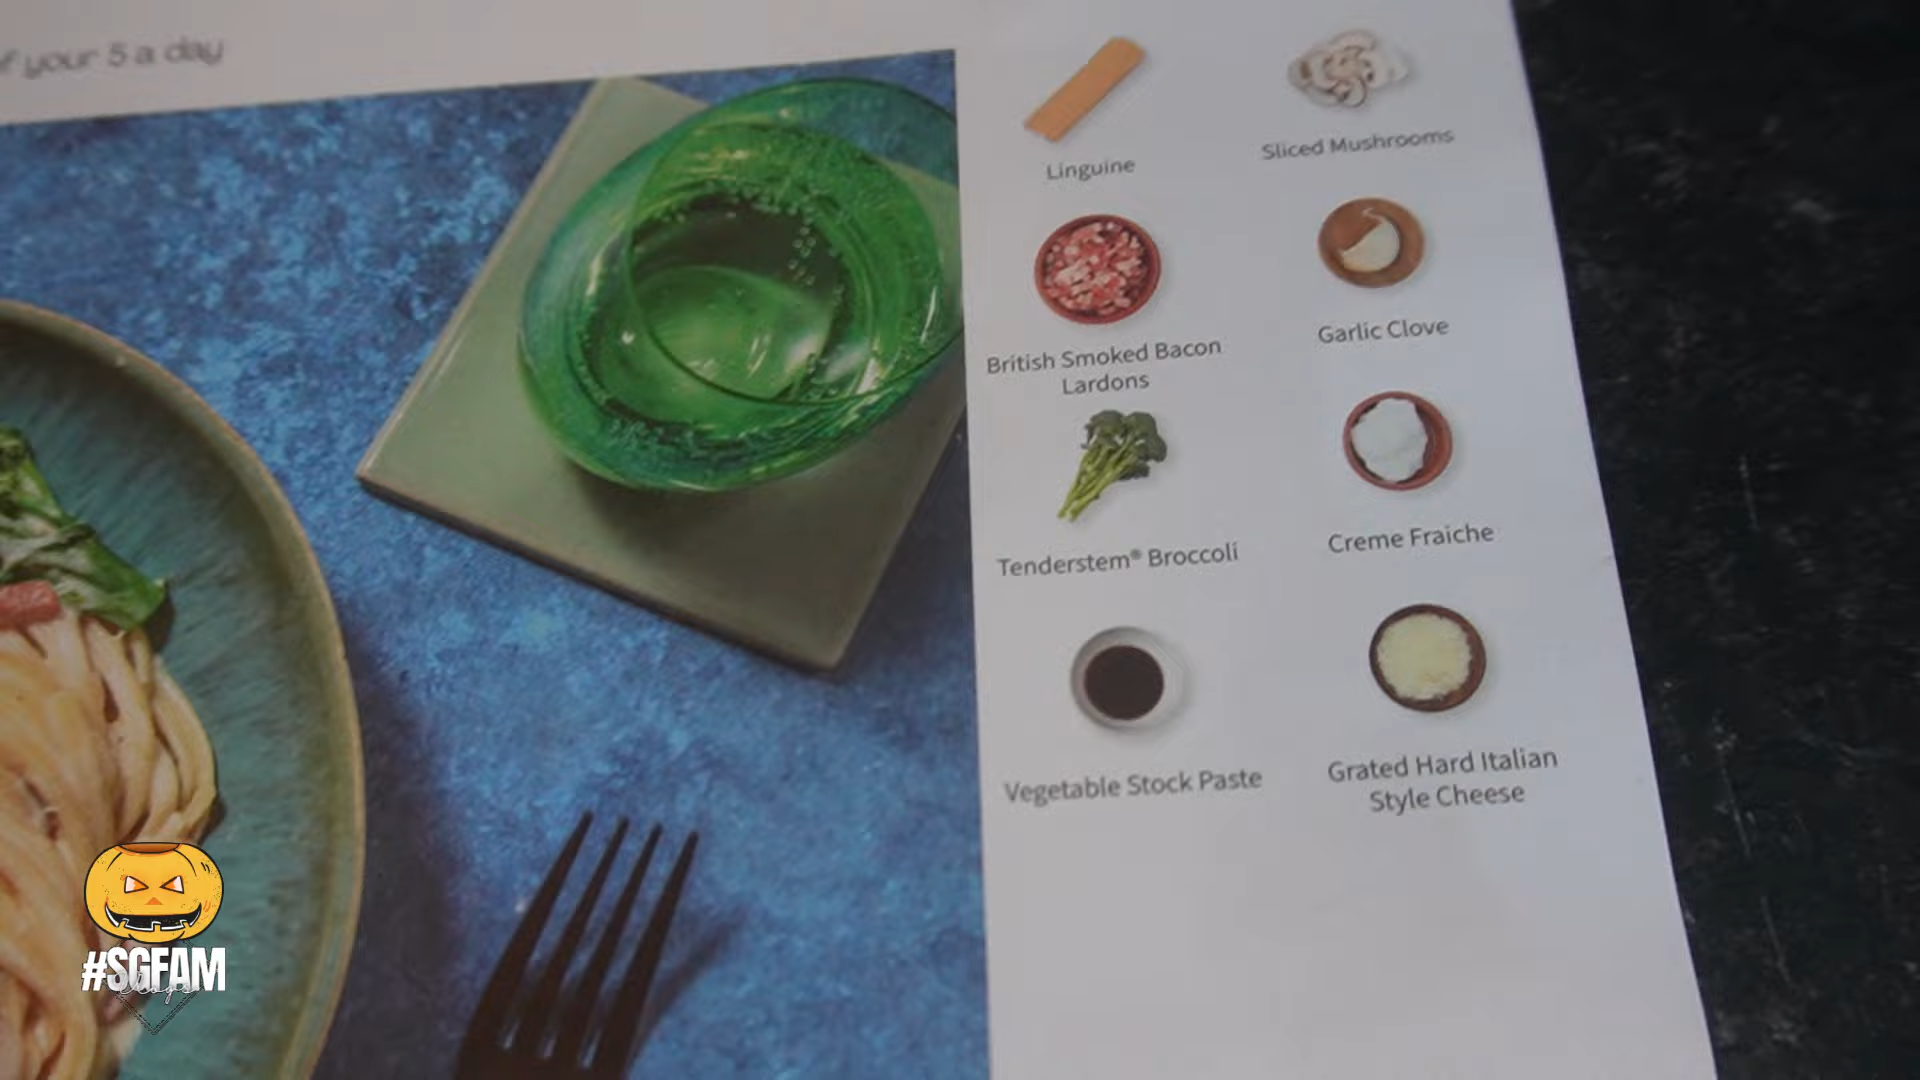 f your 5 a day
Linguine
Sliced Mushrooms
British Smoked Bacon
Lardons
Garlic Clove
Tenderstem® Broccoli
Creme Fraiche
Vegetable Stock Paste
Grated Hard Italian
Style Cheese
#SGFAM
vlogs